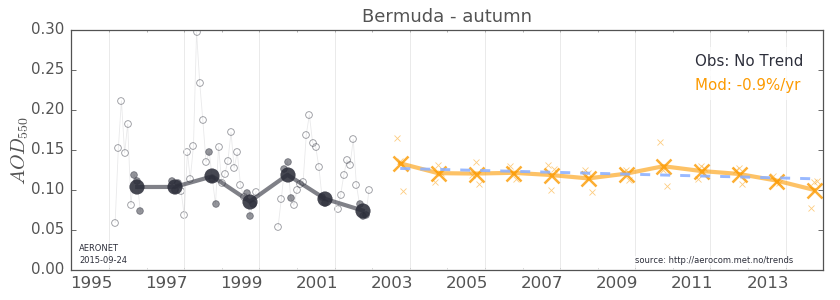 Bermuda - autumn
0.30
0.25
0.20
0.15
0.10
0.05
0.00
AOD550
Obs: No Trend
Mod: -0.9%/yr
AERONET
2015-09-24
source: http://aerocom.met.no/trends
1995 1997 1999 2001 2003 2005 2007 2009 2011 2013